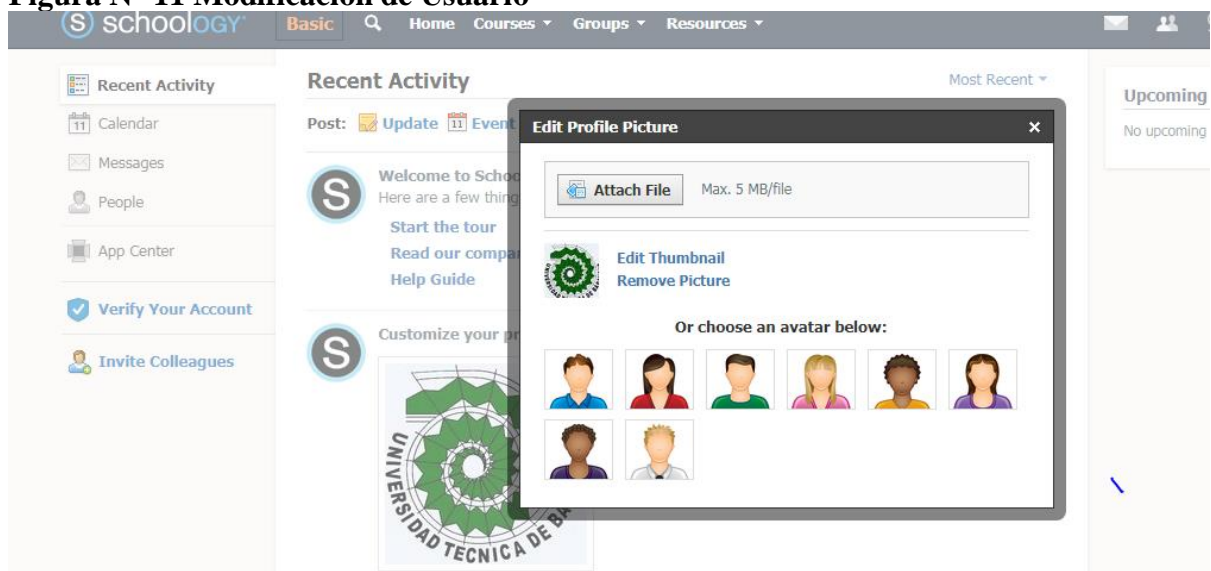 Figura N° 11 Modificación de Usuario
S schoology Basic Home Courses Groups Resources
Recent Activity
Calendar
11
Messages
People
App Center
Verify Your Account
Invite Colleagues
Recent Activity
Most Recent
Post: Update 11 Event
S
Welcome to Schoo
Here are a few thing
Start the tour
Read our compa
Help Guide
S
Customize your pr
UNIVERSIDAD TECNICA DE BA
Edit Profile Picture ×
Attach File Max. 5 MB/file
Edit Thumbnail
Remove Picture
Or choose an avatar below:
Upcoming
No upcoming